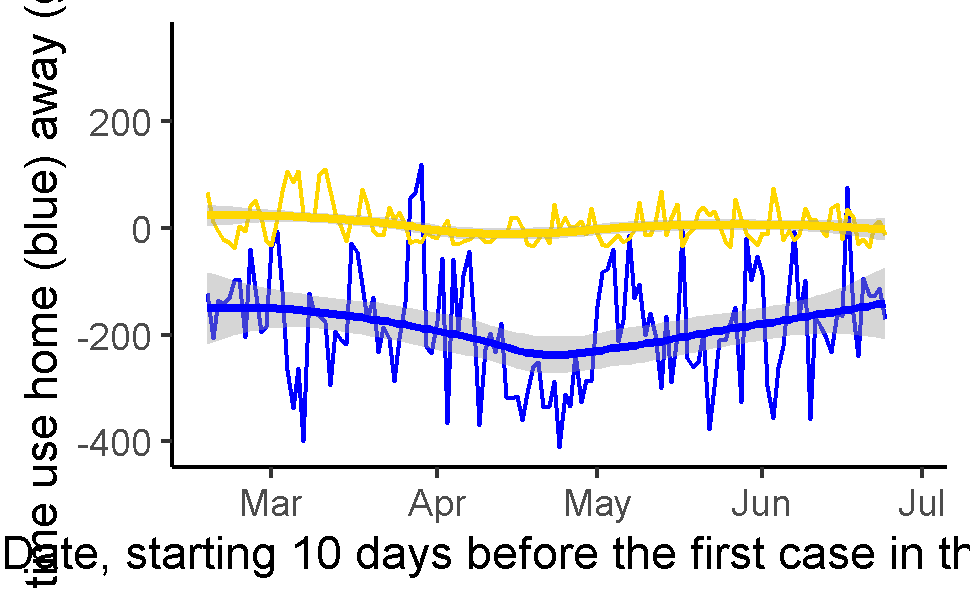 time use home (blue) away (
200
0
-200
-400
Mar Apr May Jun Jul
Date, starting 10 days before the first case in th